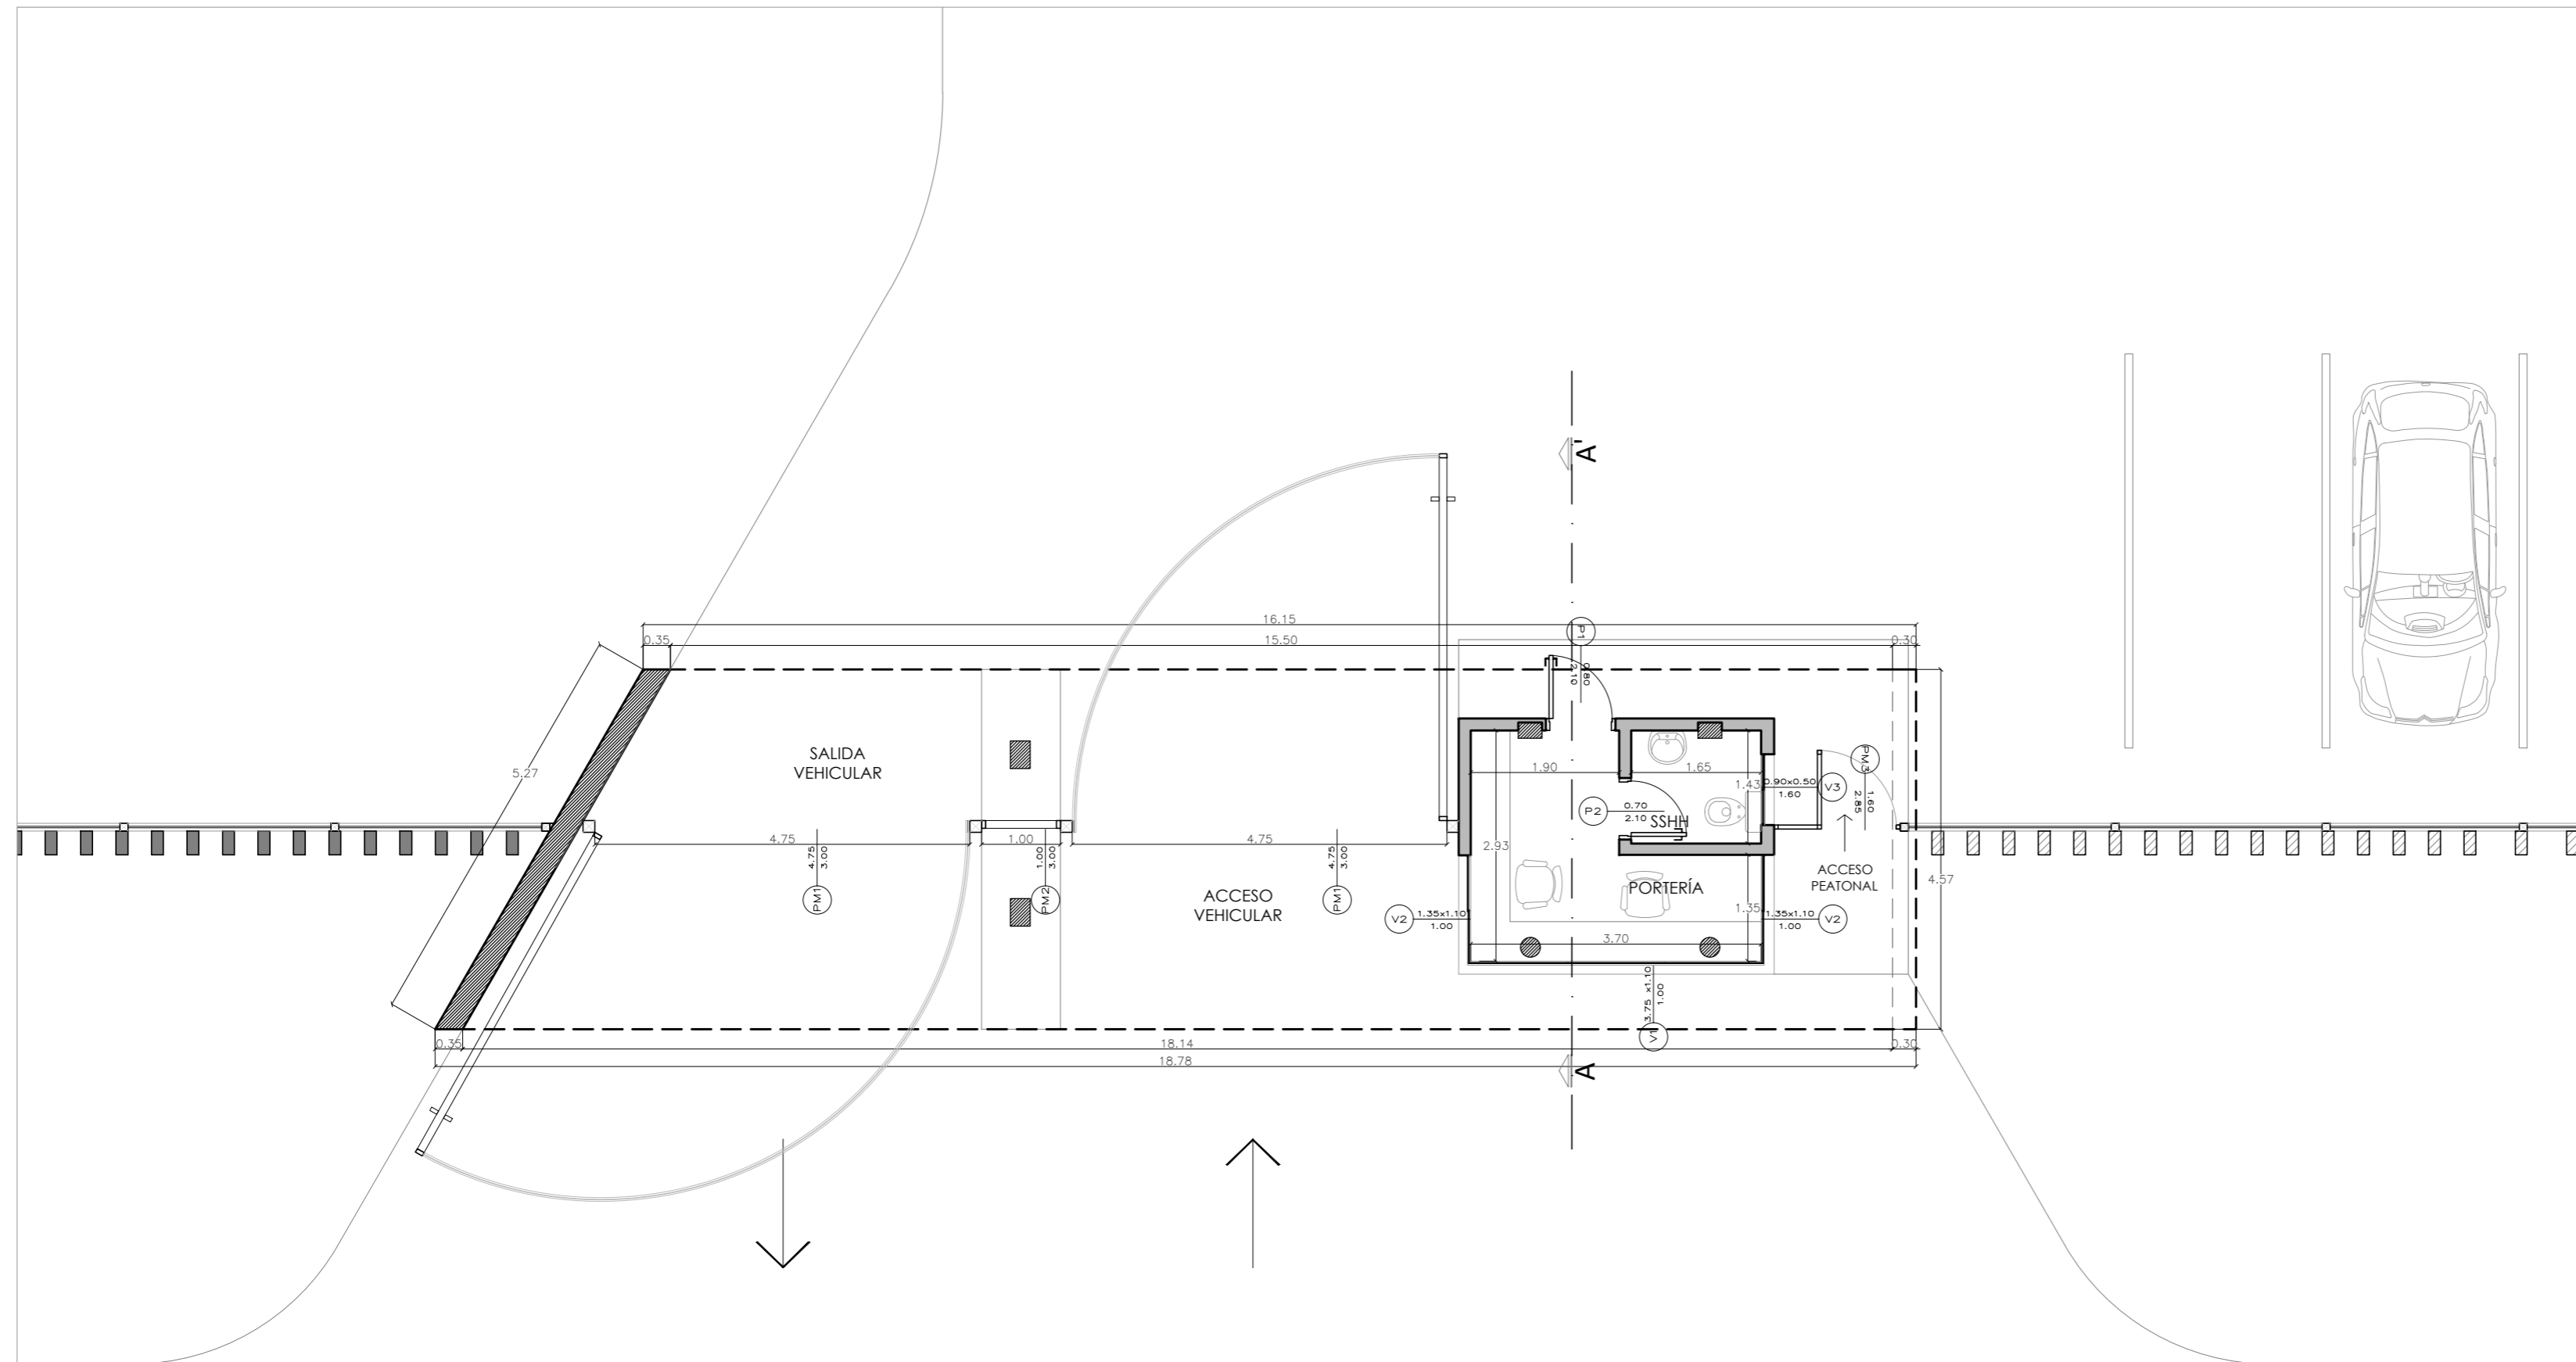 A'
16.15
0.35
15.50
0.30
P1
0.80
2.10
5.27
SALIDA
VEHICULAR
1.90
1.65
1.43
0.90x0.50
1.60
V3
PM3
1.60
2.85
P2
0.70
2.10
SSHH
4.75
4.75
3.00
PM1
1.00
1.00
3.00
PM2
4.75
4.75
3.00
PM1
2.93
ACCESO
VEHICULAR
PORTERÍA
ACCESO
PEATONAL
4.57
V2
1.35x1.10
1.00
1.35
1.35x1.10
1.00
V2
3.70
3.75 x1.10
1.00
V1
0.35
18.14
0.30
18.78
A